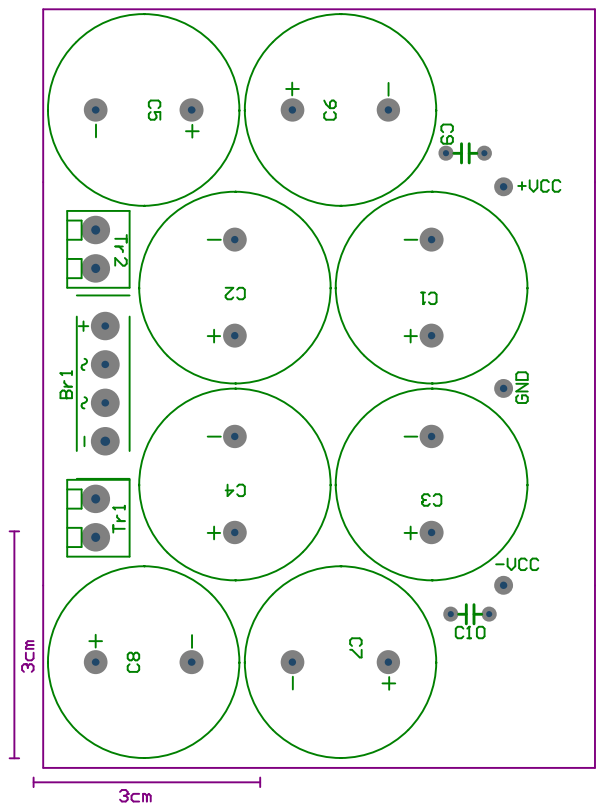 C5
-
+
C6
+
-
C9
+VCC
Tr2
-
+
C2
-
+
C1
+
~
~
-
Br1
GND
-
+
C4
-
+
C3
Tr1
-VCC
C10
+
-
C8
-
+
C7
3cm
3cm